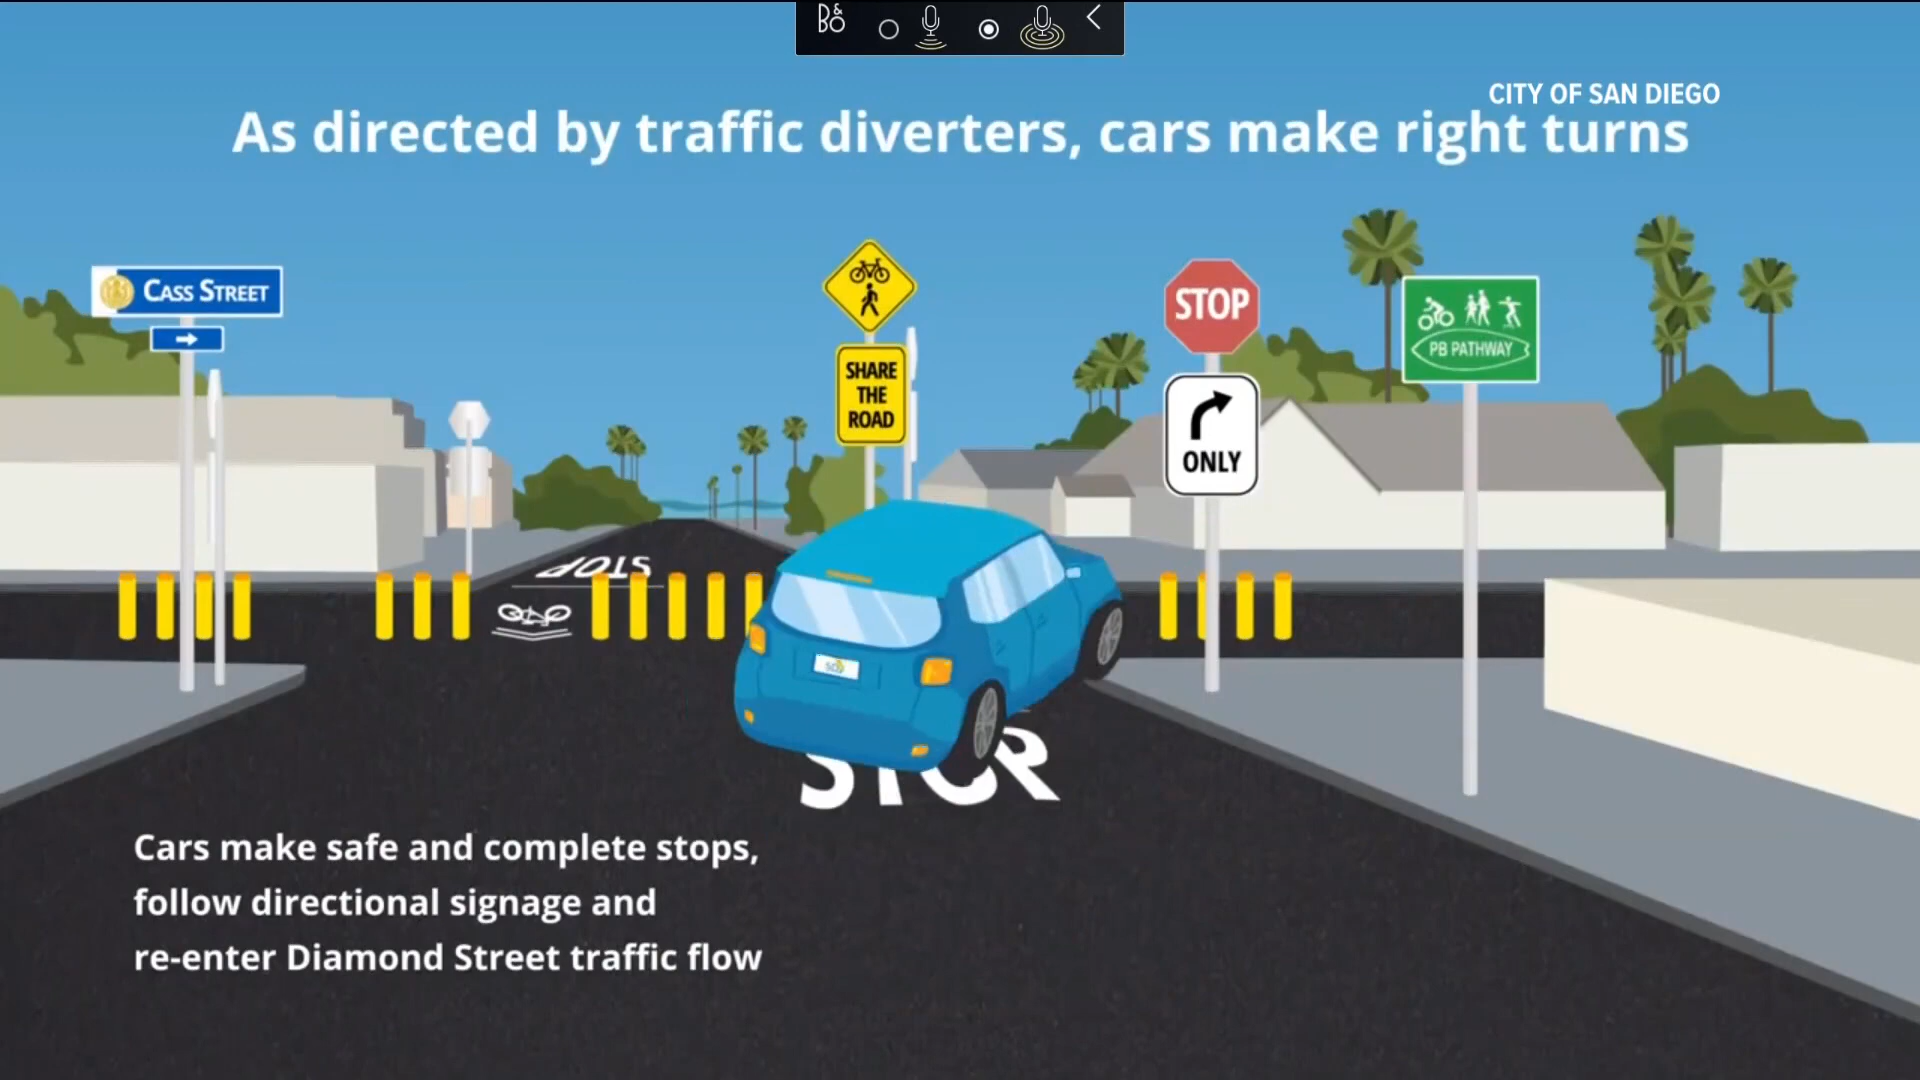 B&O
CITY OF SAN DIEGO
As directed by traffic diverters, cars make right turns
CASS STREET
SHARE
THE
ROAD
STOP
ONLY
PB PATHWAY
STOP
STOP
Cars make safe and complete stops,
follow directional signage and
re-enter Diamond Street traffic flow